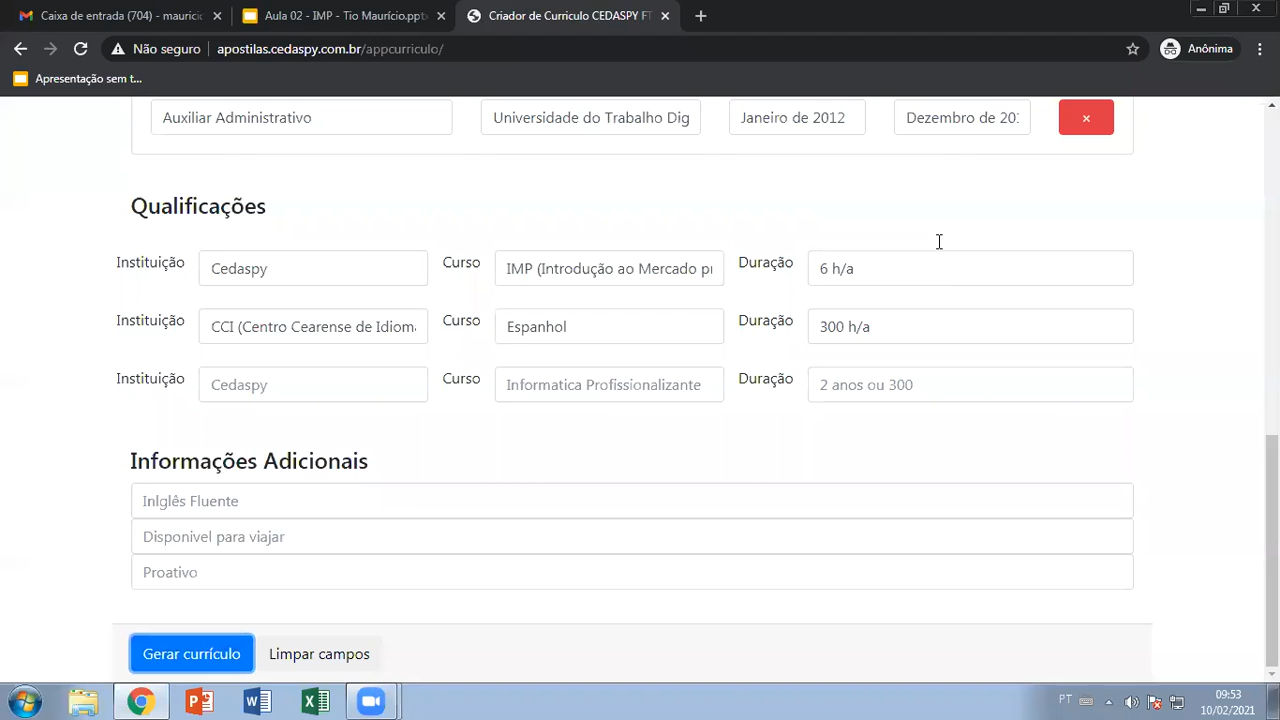 Caixa de entrada (704) - mauricio
Aula 02 - IMP - Tio Maurício.pptx
Criador de Curriculo CEDASPY FT
Não seguro
apostilas.cedaspy.com.br/appcurriculo/
Anônima
Apresentação sem t...
Auxiliar Administrativo
Universidade do Trabalho Dig
Janeiro de 2012
Dezembro de 20
×
Qualificações
Instituição
Cedaspy
Curso
IMP (Introdução ao Mercado pr
Duração
6 h/a
Instituição
CCI (Centro Cearense de Idioma
Curso
Espanhol
Duração
300 h/a
Instituição
Cedaspy
Curso
Informatica Profissionalizante
Duração
2 anos ou 300
Informações Adicionais
Inlglês Fluente
Disponivel para viajar
Proativo
Gerar currículo
Limpar campos
PT
09:53
10/02/2021